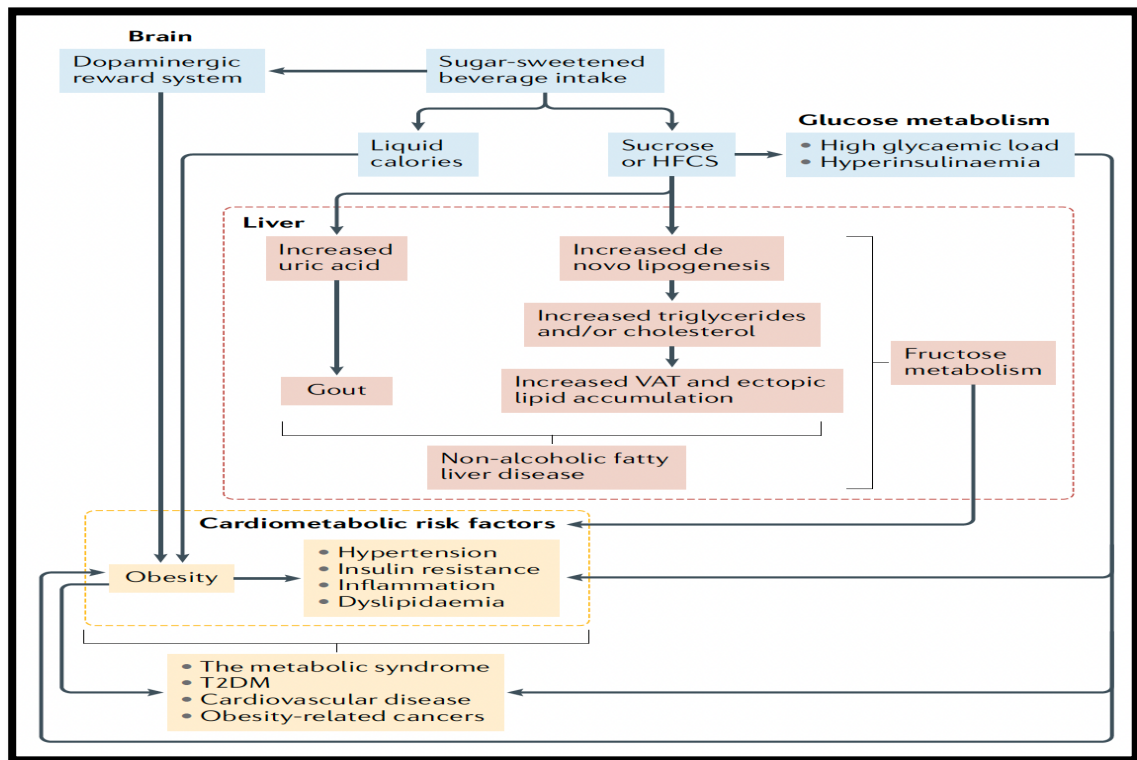 Brain
Dopaminergic
reward system
Sugar-sweetened
beverage intake
Liquid
calories
Sucrose
or HFCS
Glucose metabolism
• High glycaemic load
• Hyperinsulinaemia
Liver
Increased
uric acid
Gout
Increased de
novo lipogenesis
Increased triglycerides
and/or cholesterol
Increased VAT and ectopic
lipid accumulation
Fructose
metabolism
Non-alcoholic fatty
liver disease
Cardiometabolic risk factors
Obesity
• Hypertension
• Insulin resistance
• Inflammation
• Dyslipidaemia
• The metabolic syndrome
• T2DM
• Cardiovascular disease
• Obesity-related cancers